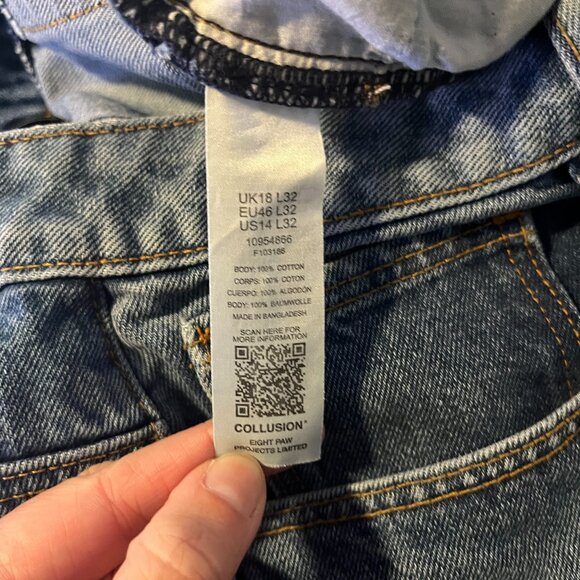 UK18 L32
EU46 L32
US14 L32
10954866
F103186
BODY: 100% COTTON
CORPS: 100% COTON
CUERPO: 100% ALGODÓN
BODY: 100% BAUMWOLLE
MADE IN BANGLADESH
SCAN HERE FOR
MORE INFORMATION
COLLUSION
EIGHT PAW
PROJECTS LIMITED